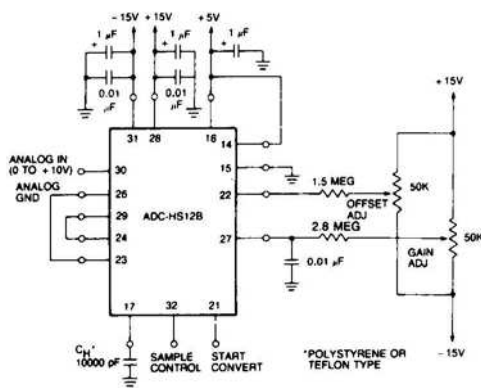 - 15V + 15V + 5V
1 µF 1 µF 1 µF
+ + +
0.01 µF 0.01 µF
31 28 16
ANALOG IN (0 TO +10V) 30
ANALOG GND 26
29
24
23
ADC-HS12B
14
15
22
27
1.5 MEG
OFFSET ADJ
50K
2.8 MEG
GAIN ADJ
50K
0.01 µF
+ 15V
- 15V
17 32 21
CH*
10000 pF
SAMPLE CONTROL
START CONVERT
*POLYSTYRENE OR
TEFLON TYPE